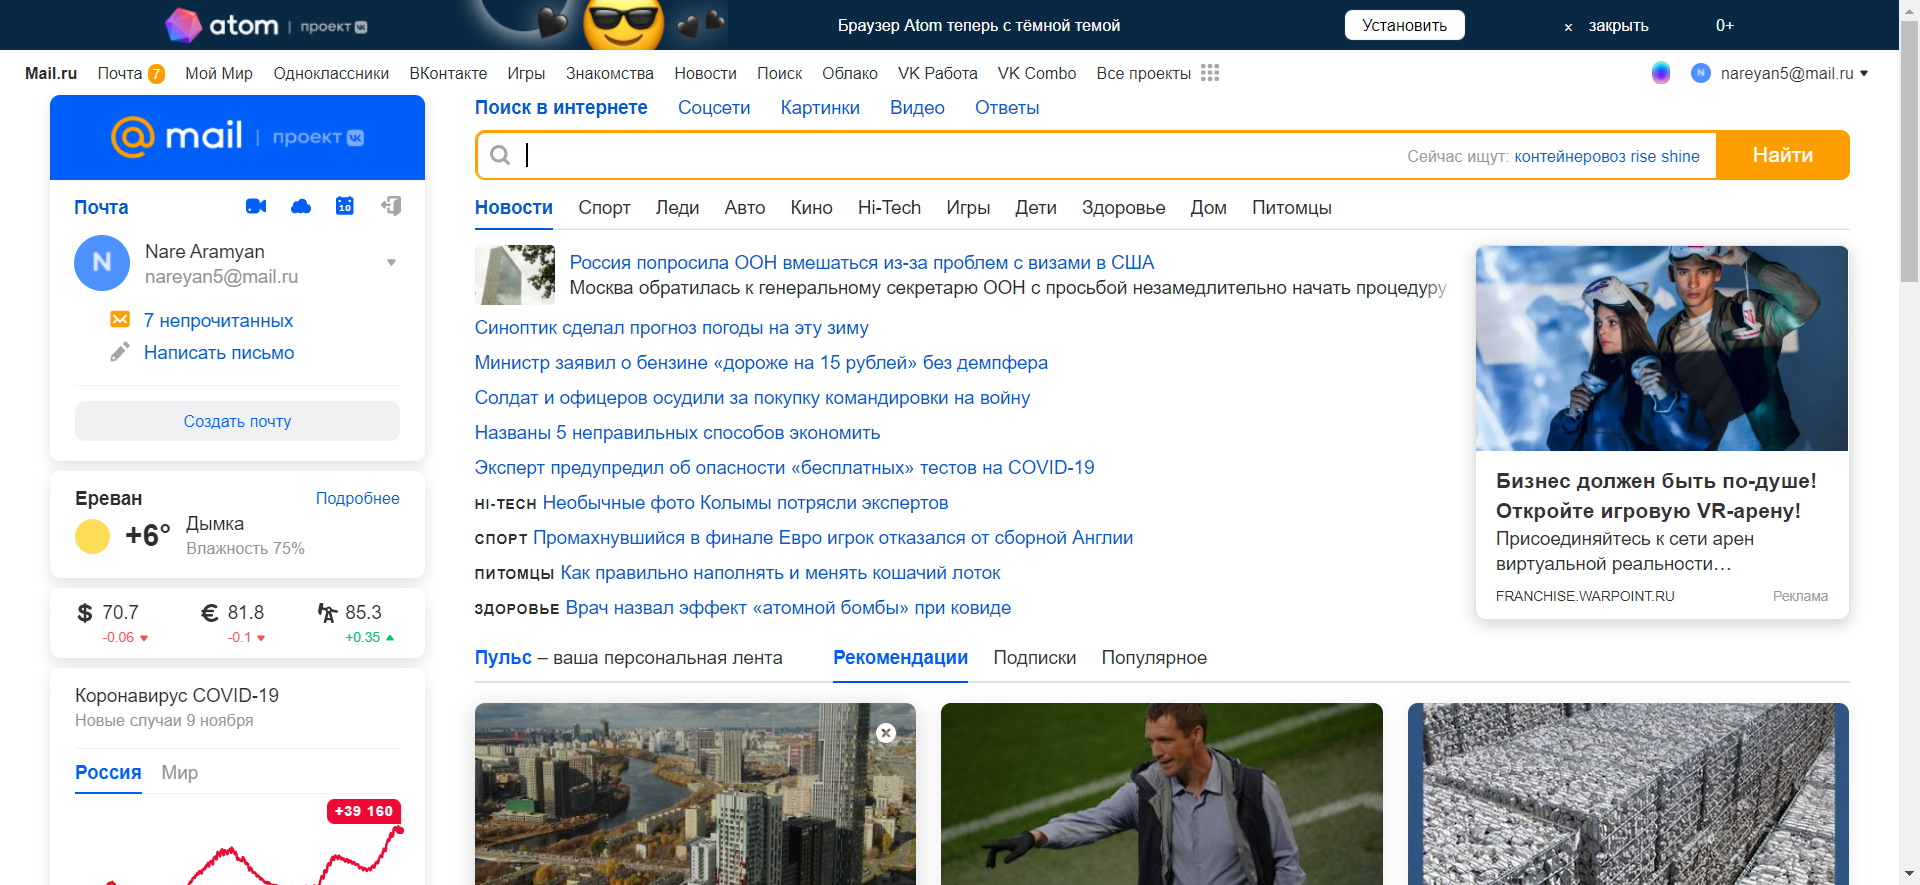 atom | проект
Браузер Atom теперь с тёмной темой
Установить
× закрыть
0+
Mail.ru Почта 7 Мой Мир Одноклассники ВКонтакте Игры Знакомства Новости Поиск Облако VK Работа VK Combo Все проекты
N nareyan5@mail.ru
@mail | проект
Почта
10
N
Nare Aramyan
nareyan5@mail.ru
7 непрочитанных
Написать письмо
Создать почту
Ереван Подробнее
+6° Дымка
Влажность 75%
$ 70.7 € 81.8 85.3
-0.06 -0.1 +0.35
Коронавирус COVID-19
Новые случаи 9 ноября
Россия Мир
+39 160
Поиск в интернете Соцсети Картинки Видео Ответы
Сейчас ищут: контейнеровоз rise shine Найти
Новости Спорт Леди Авто Кино Hi-Tech Игры Дети Здоровье Дом Питомцы
Россия попросила ООН вмешаться из-за проблем с визами в США
Москва обратилась к генеральному секретарю ООН с просьбой незамедлительно начать процедуру
Синоптик сделал прогноз погоды на эту зиму
Министр заявил о бензине «дороже на 15 рублей» без демпфера
Солдат и офицеров осудили за покупку командировки на войну
Названы 5 неправильных способов экономить
Эксперт предупредил об опасности «бесплатных» тестов на COVID-19
HI-TECH Необычные фото Колымы потрясли экспертов
СПОРТ Промахнувшийся в финале Евро игрок отказался от сборной Англии
ПИТОМЦЫ Как правильно наполнять и менять кошачий лоток
ЗДОРОВЬЕ Врач назвал эффект «атомной бомбы» при ковиде
Бизнес должен быть по-душе!
Откройте игровую VR-арену!
Присоединяйтесь к сети арен
виртуальной реальности…
FRANCHISE.WARPOINT.RU Реклама
Пульс – ваша персональная лента Рекомендации Подписки Популярное